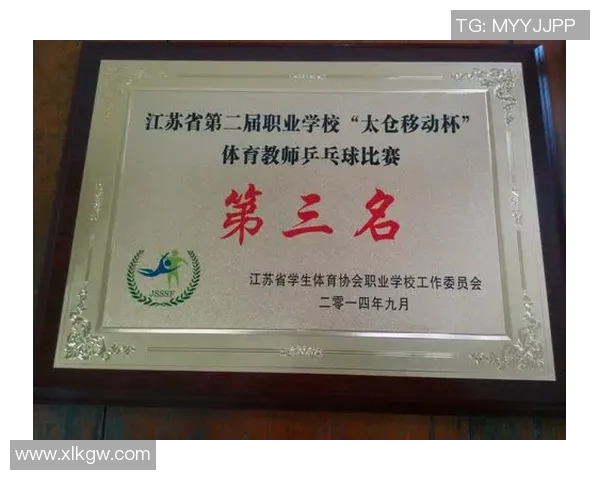 TG: MYYJJPP
江苏省第二届职业学校“太仓移动杯”
体育教师乒乓球比赛
第三名
JSSSF
江苏省学生体育协会职业学校工作委员会
二零一四年九月
www.xlkgw.com